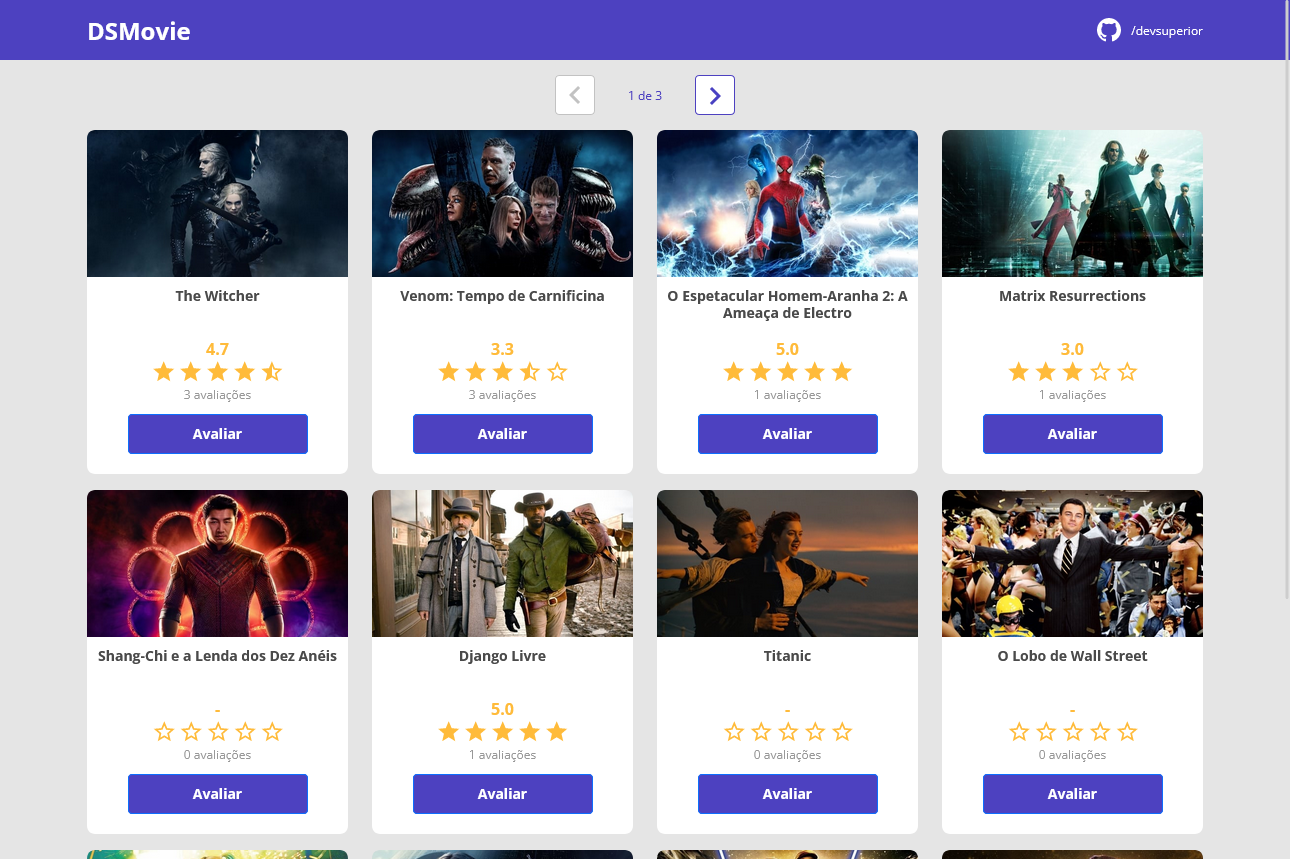 DSMovie
/devsuperior
1 de 3
The Witcher
4.7
3 avaliações
Avaliar
Venom: Tempo de Carnificina
3.3
3 avaliações
Avaliar
O Espetacular Homem-Aranha 2: A
Ameaça de Electro
5.0
1 avaliações
Avaliar
Matrix Resurrections
3.0
1 avaliações
Avaliar
Shang-Chi e a Lenda dos Dez Anéis
-
0 avaliações
Avaliar
Django Livre
5.0
1 avaliações
Avaliar
Titanic
-
0 avaliações
Avaliar
O Lobo de Wall Street
-
0 avaliações
Avaliar